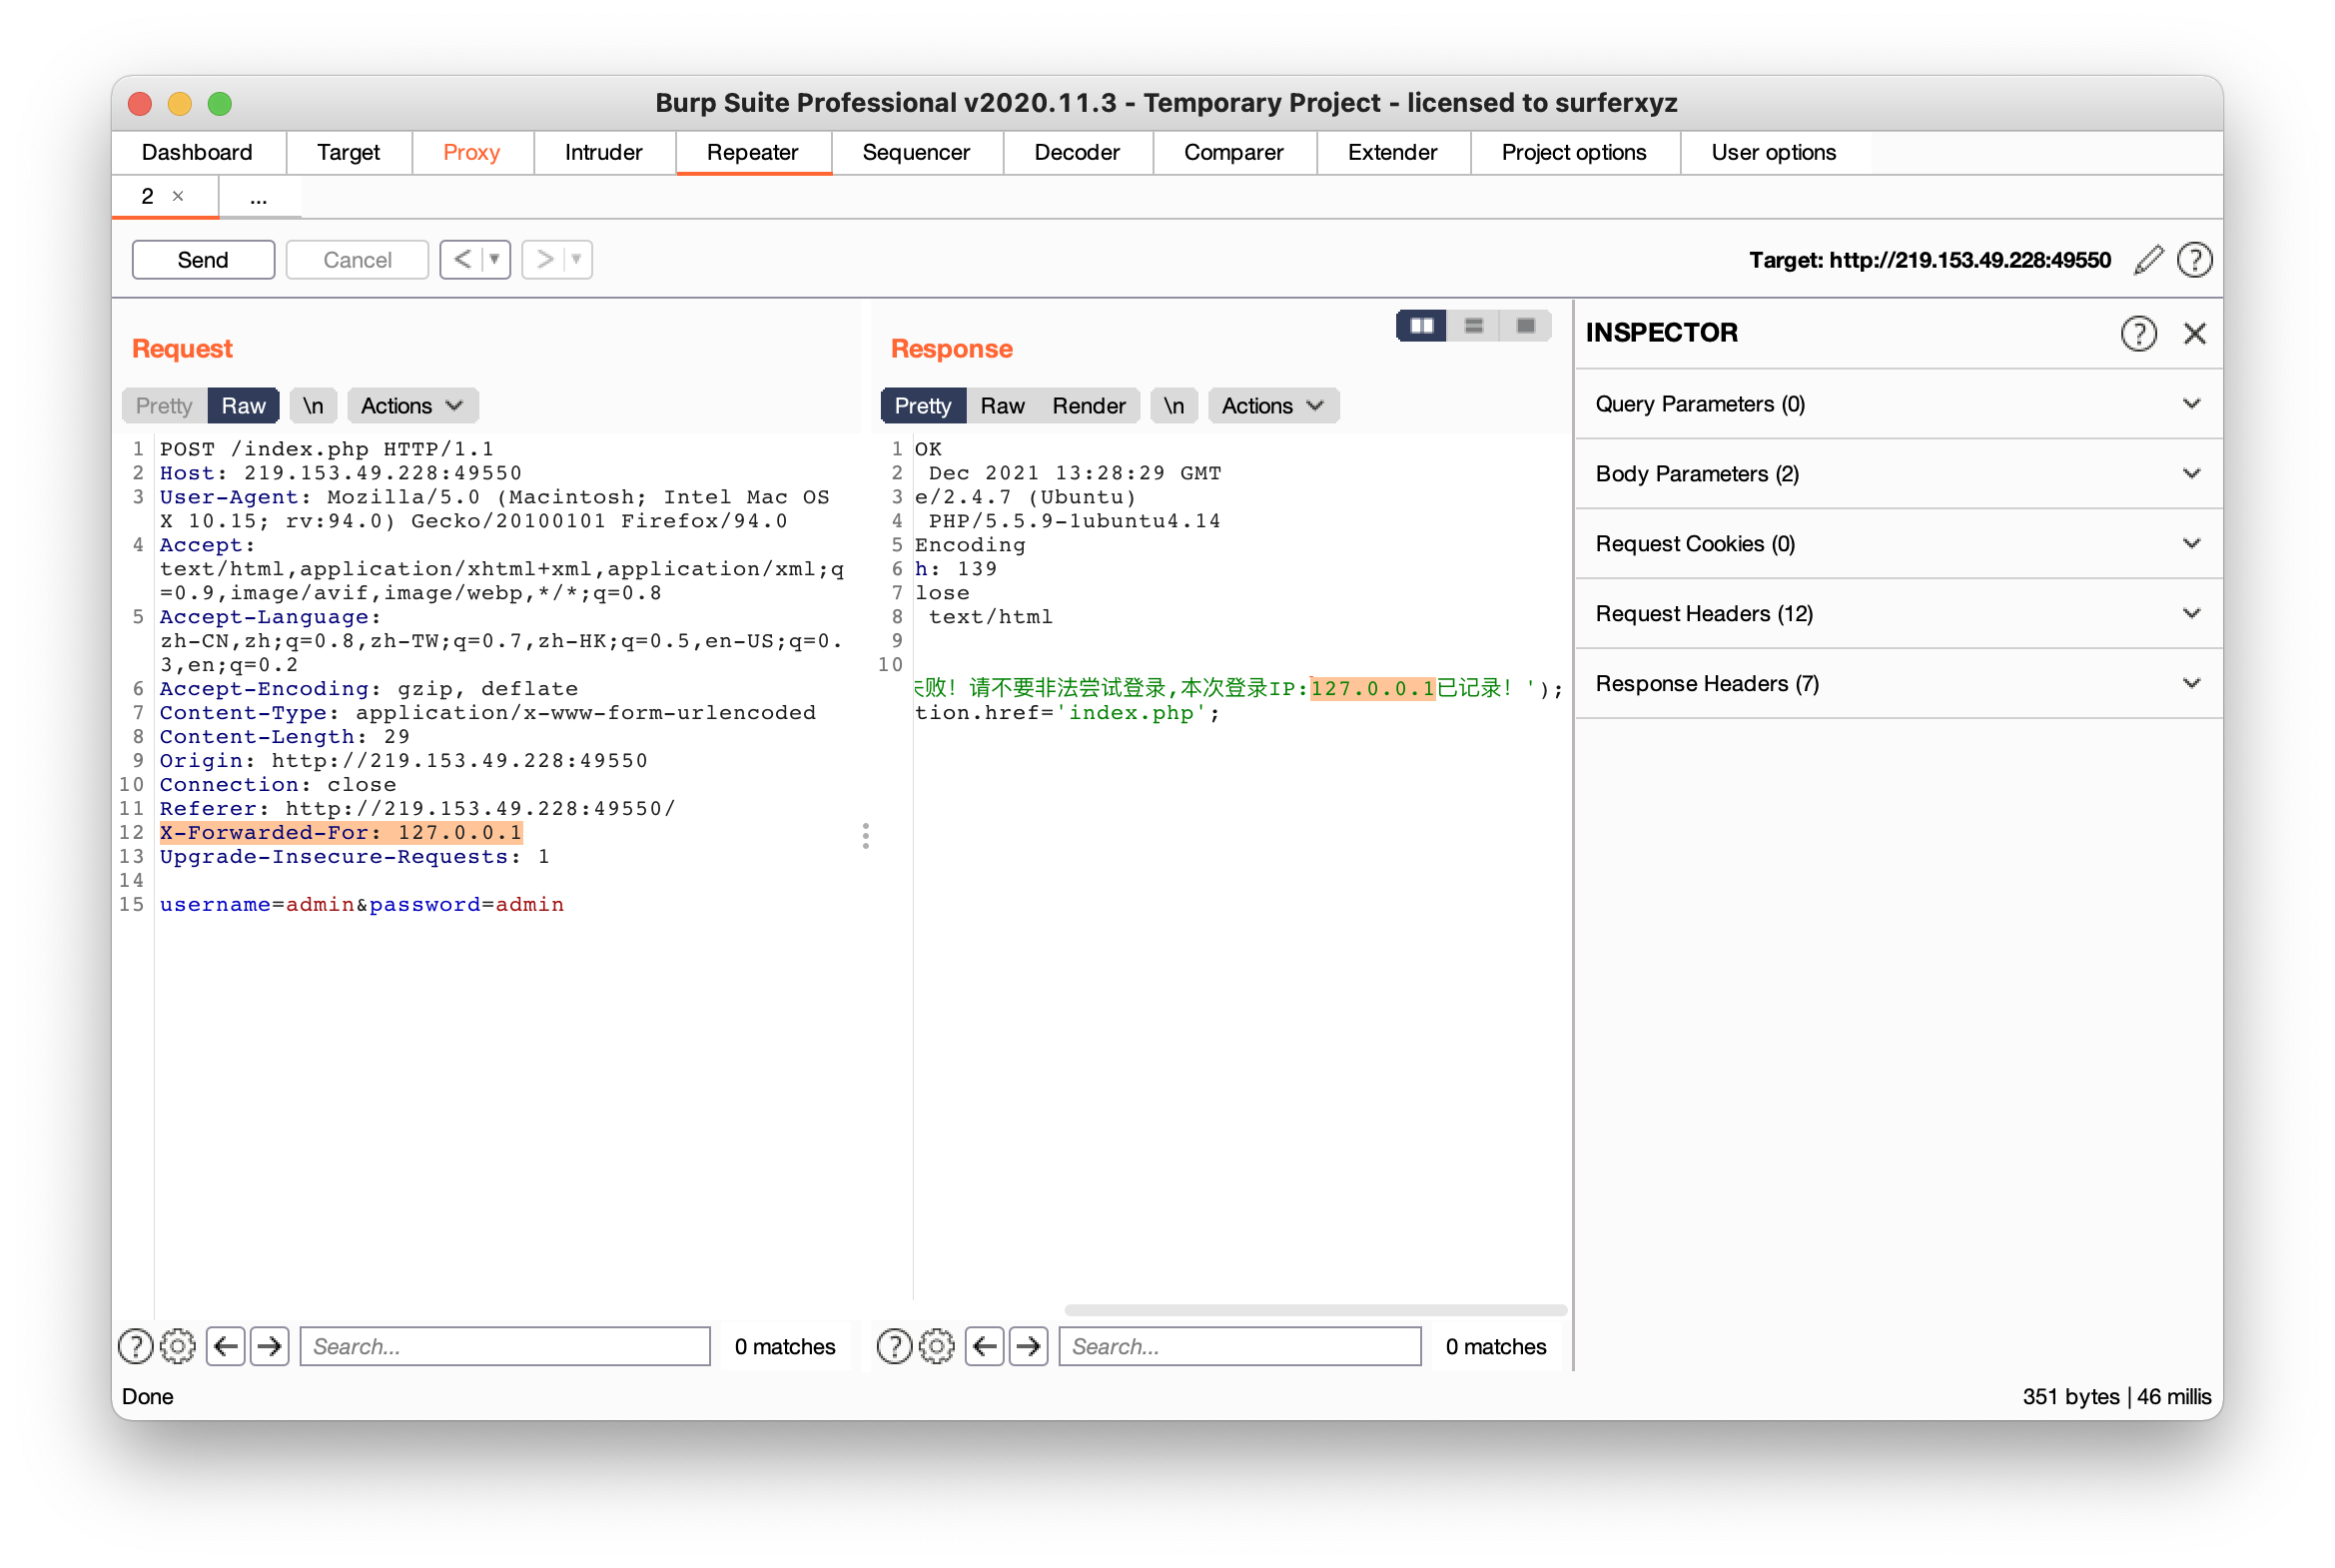 Burp Suite Professional v2020.11.3 - Temporary Project - licensed to surferxyz
Dashboard Target Proxy Intruder Repeater Sequencer Decoder Comparer Extender Project options User options
2 × ...
Send Cancel < > Target: http://219.153.49.228:49550 ?
Request
Pretty Raw \n Actions
1 POST /index.php HTTP/1.1
2 Host: 219.153.49.228:49550
3 User-Agent: Mozilla/5.0 (Macintosh; Intel Mac OS
X 10.15; rv:94.0) Gecko/20100101 Firefox/94.0
4 Accept:
text/html,application/xhtml+xml,application/xml;q
=0.9,image/avif,image/webp,*/*;q=0.8
5 Accept-Language:
zh-CN,zh;q=0.8,zh-TW;q=0.7,zh-HK;q=0.5,en-US;q=0.
3,en;q=0.2
6 Accept-Encoding: gzip, deflate
7 Content-Type: application/x-www-form-urlencoded
8 Content-Length: 29
9 Origin: http://219.153.49.228:49550
10 Connection: close
11 Referer: http://219.153.49.228:49550/
12 X-Forwarded-For: 127.0.0.1
13 Upgrade-Insecure-Requests: 1
14
15 username=admin&password=admin
? Search... 0 matches
Response
Pretty Raw Render \n Actions
1 OK
2 Dec 2021 13:28:29 GMT
3 e/2.4.7 (Ubuntu)
4 PHP/5.5.9-1ubuntu4.14
5 Encoding
6 h: 139
7 lose
8 text/html
9
10
败！请不要非法尝试登录,本次登录IP:127.0.0.1已记录！');
tion.href='index.php';
? Search... 0 matches
INSPECTOR ?
Query Parameters (0)
Body Parameters (2)
Request Cookies (0)
Request Headers (12)
Response Headers (7)
Done 351 bytes | 46 millis